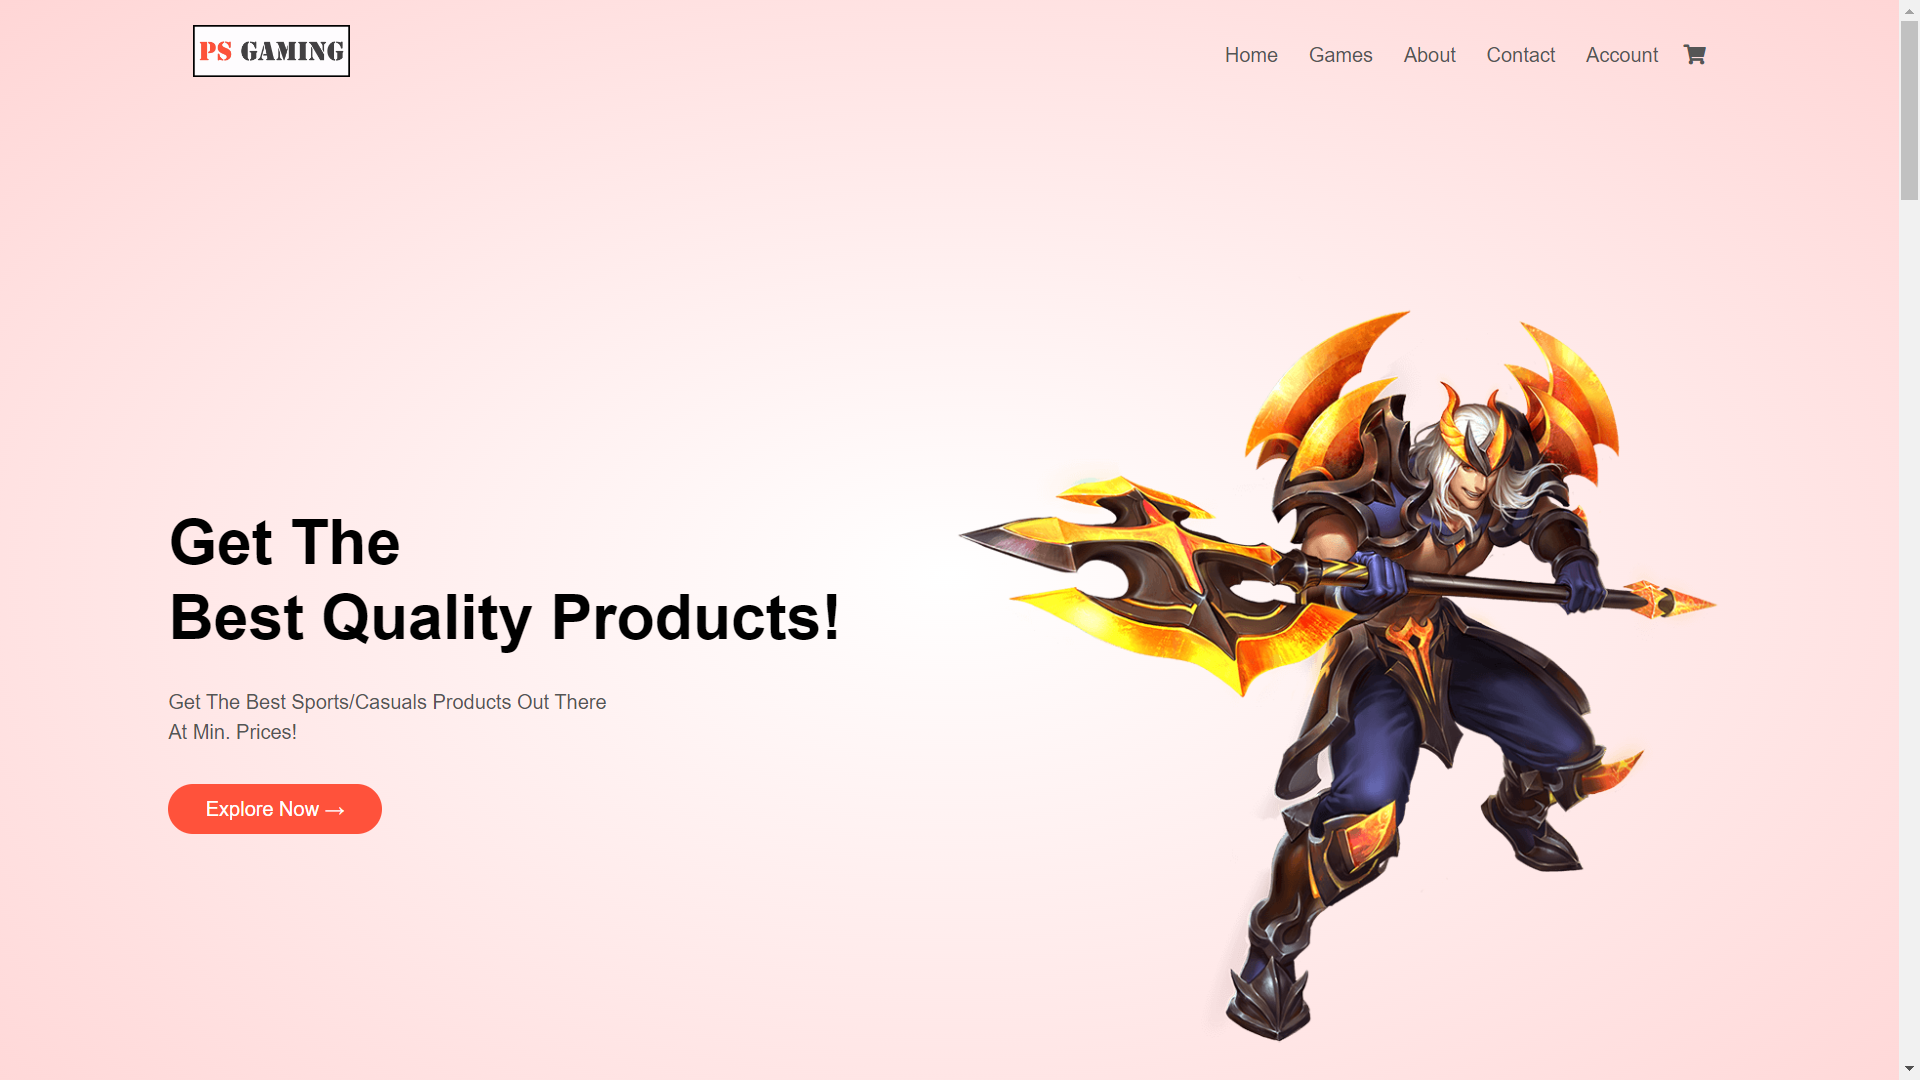 PS GAMING
Home Games About Contact Account
Get The
Best Quality Products!
Get The Best Sports/Casuals Products Out There
At Min. Prices!
Explore Now →